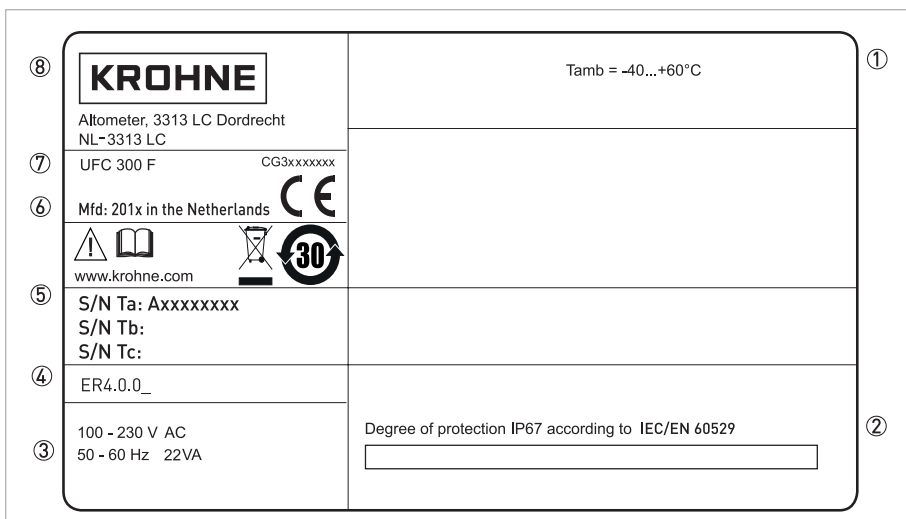 ⑧
KROHNE
Altometer, 3313 LC Dordrecht
NL-3313 LC
Tamb = -40...+60°C
①
⑦
UFC 300 F
CG3xxxxxxx
CE
⑥
Mfd: 201x in the Netherlands
30
www.krohne.com
⑤
S/N Ta: Axxxxxxxx
S/N Tb:
S/N Tc:
④
ER4.0.0_
③
100 - 230 V AC
50 - 60 Hz 22VA
Degree of protection IP67 according to IEC/EN 60529
②